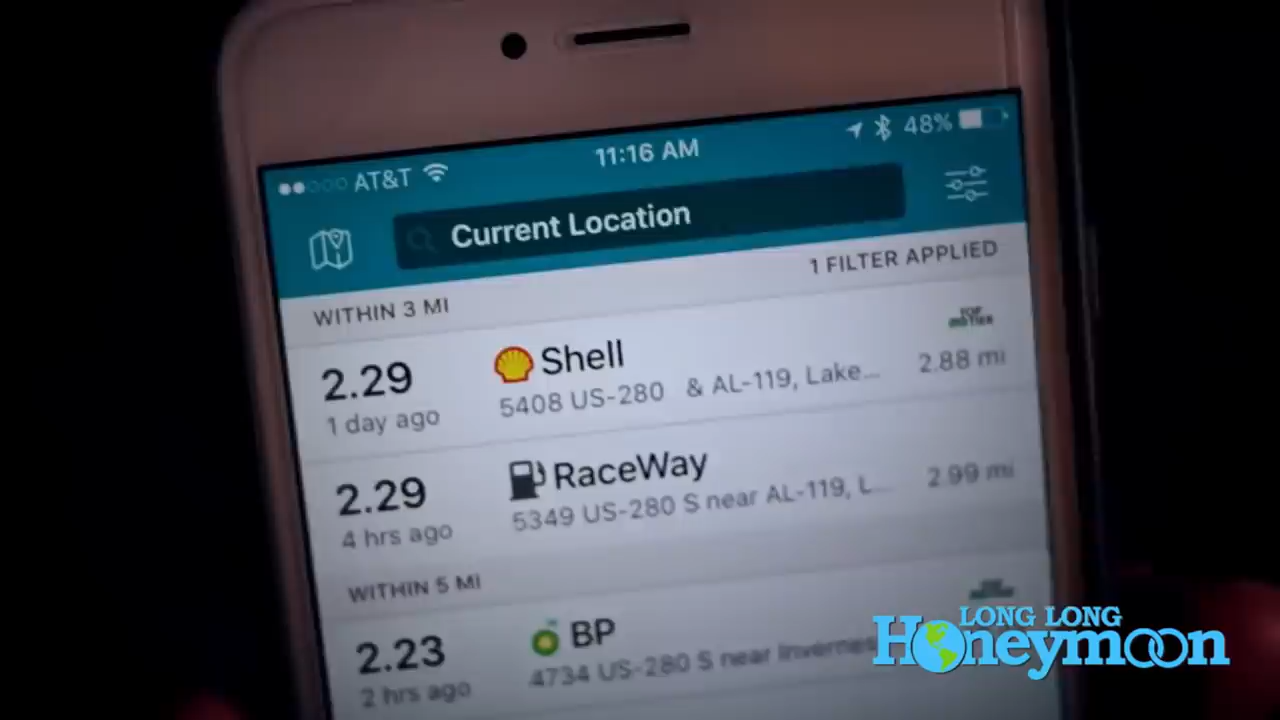 AT&T 11:16 AM 48%
Current Location
1 FILTER APPLIED
WITHIN 3 MI
2.29 Shell TOP
1 day ago 5408 US-280 & AL-119, Lake... 2.88 mi
2.29 RaceWay
4 hrs ago 5349 US-280 S near AL-119, L... 2.99 mi
WITHIN 5 MI
2.23 BP
2 hrs ago 4734 US-280 S near Inverness
LONG LONG
Honeymoon